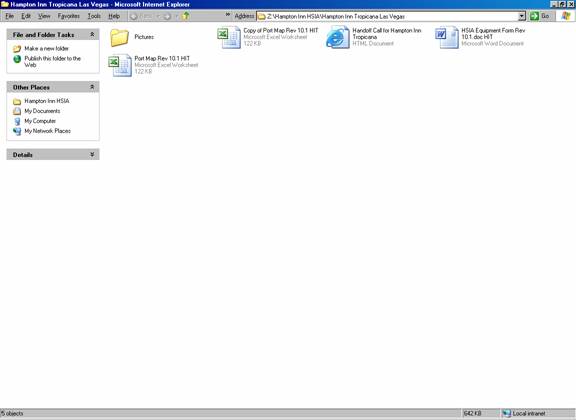 Hampton Inn Tropicana Las Vegas - Microsoft Internet Explorer
File Edit View Favorites Tools Help
Address Z:\Hampton Inn HSIA\Hampton Inn Tropicana Las Vegas Go
File and Folder Tasks
Make a new folder
Publish this folder to the
Web
Other Places
Hampton Inn HSIA
My Documents
My Computer
My Network Places
Details
Pictures
Copy of Port Map Rev 10.1 HIT
Microsoft Excel Worksheet
122 KB
Handoff Call for Hampton Inn
Tropicana
HTML Document
HSIA Equipment Form Rev
10.1.doc HIT
Microsoft Word Document
Port Map Rev 10.1 HIT
Microsoft Excel Worksheet
122 KB
5 objects
642 KB
Local intranet